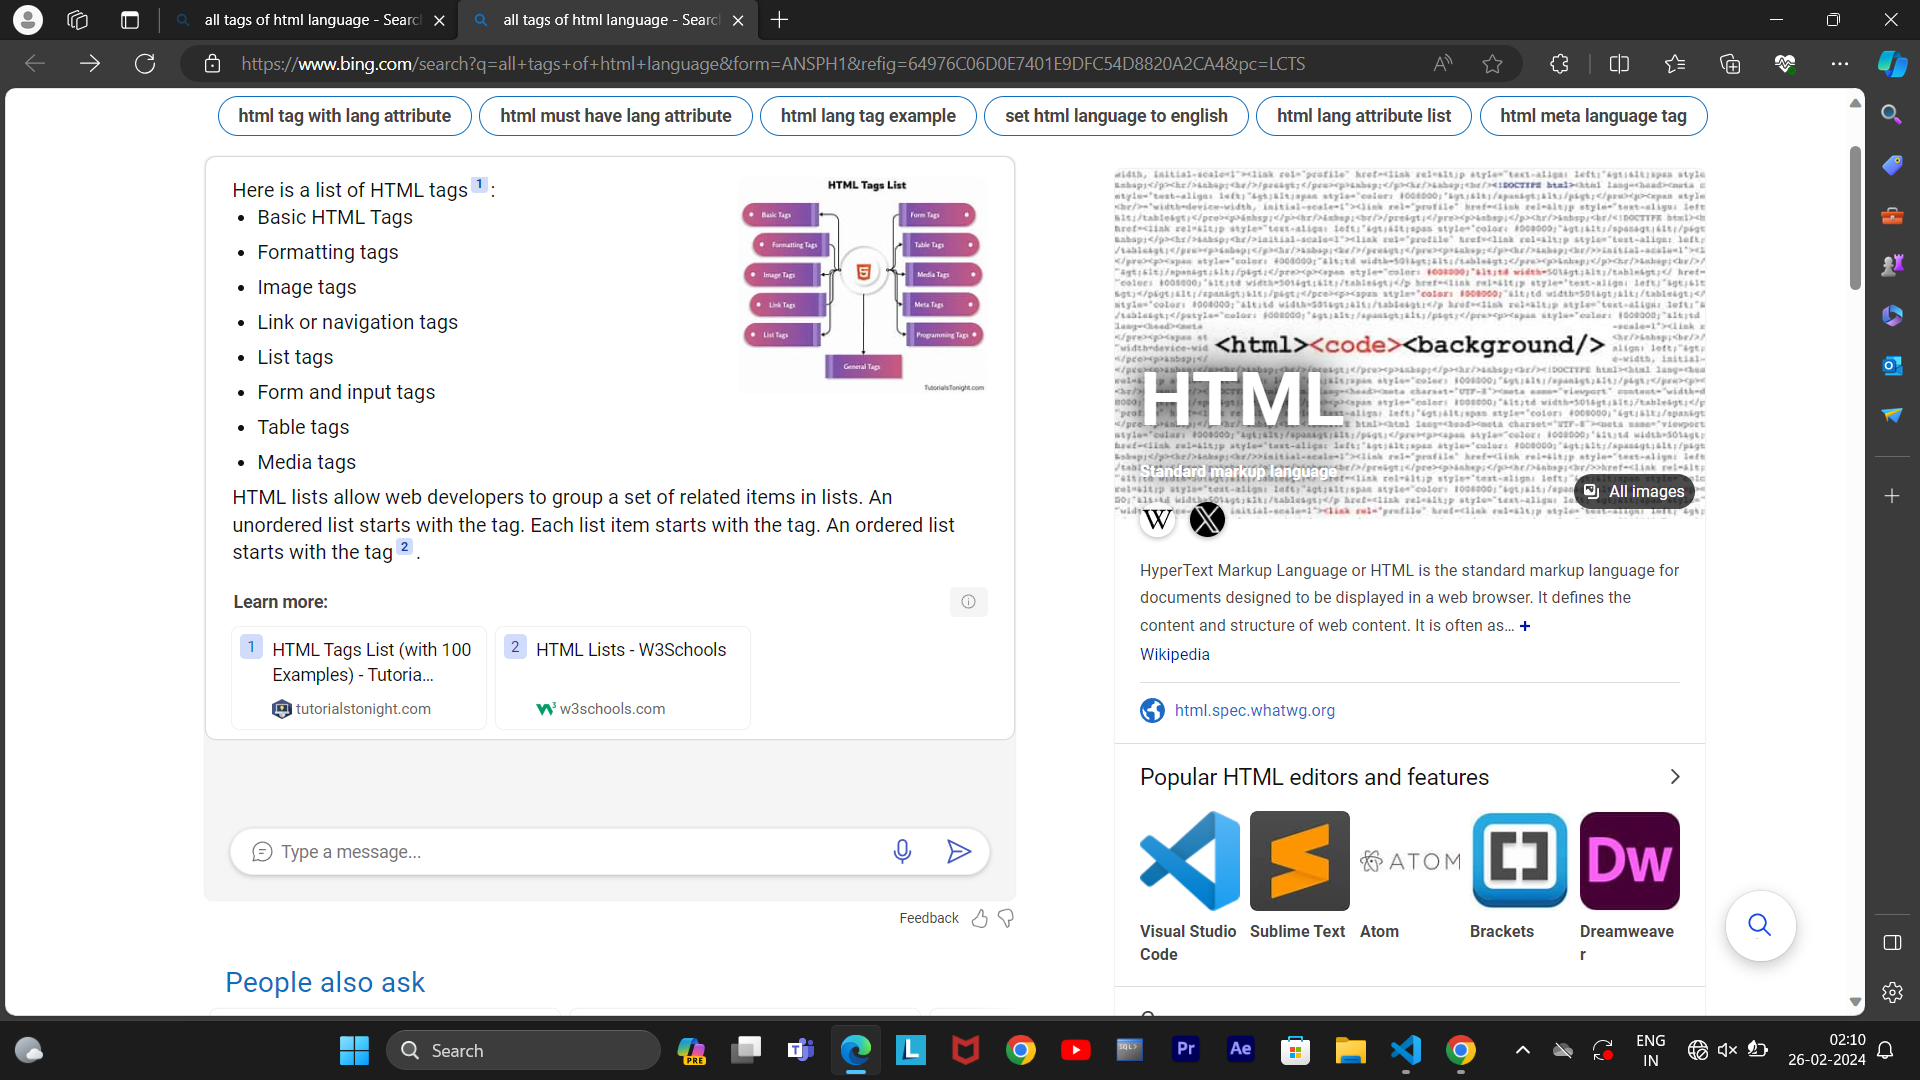 all tags of html language - Searc
all tags of html language - Searc
https://www.bing.com/search?q=all+tags+of+html+language&form=ANSPH1&refig=64976C06D0E7401E9DFC54D8820A2CA4&pc=LCTS
html tag with lang attribute
html must have lang attribute
html lang tag example
set html language to english
html lang attribute list
html meta language tag
Here is a list of HTML tags 1 :
• Basic HTML Tags
• Formatting tags
• Image tags
• Link or navigation tags
• List tags
• Form and input tags
• Table tags
• Media tags
HTML lists allow web developers to group a set of related items in lists. An
unordered list starts with the tag. Each list item starts with the tag. An ordered list
starts with the tag 2 .
HTML Tags List
Basic Tags
Formatting Tags
Image Tags
Link Tags
List Tags
Form Tags
Table Tags
Media Tags
Meta Tags
Programming Tags
General Tags
TutorialsTonight.com
Learn more:
1 HTML Tags List (with 100
Examples) - Tutoria...
tutorialstonight.com
2 HTML Lists - W3Schools
w3schools.com
Type a message...
Feedback
People also ask
<html><code><background/>
HTML
Standard markup language
All images
HyperText Markup Language or HTML is the standard markup language for
documents designed to be displayed in a web browser. It defines the
content and structure of web content. It is often as... +
Wikipedia
html.spec.whatwg.org
Popular HTML editors and features
ATOM
Dw
Visual Studio
Code
Sublime Text
Atom
Brackets
Dreamweave
r
Search
PRE
L
Pr
Ae
ENG
IN
02:10
26-02-2024